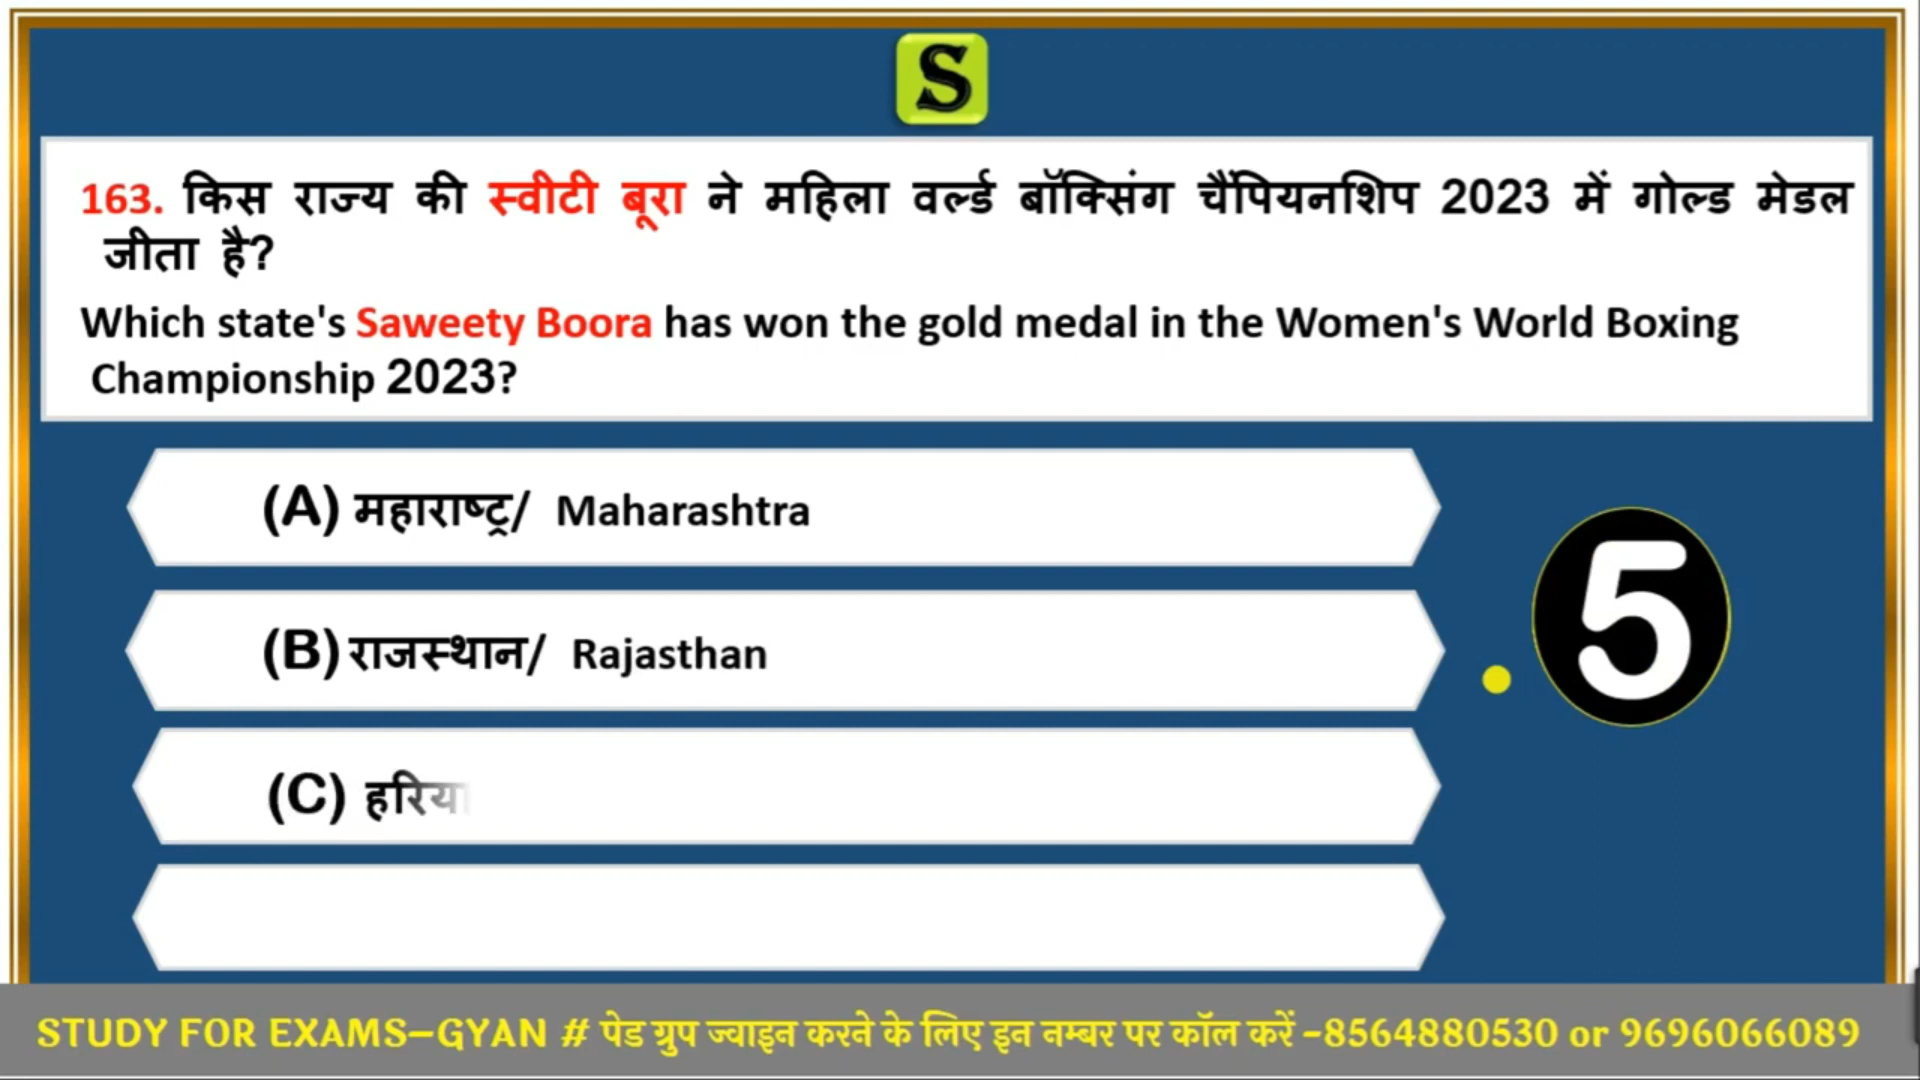 S
163. किस राज्य की स्वीटी बूरा ने महिला वर्ल्ड बॉक्सिंग चैंपियनशिप 2023 में गोल्ड मेडल
जीता है?
Which state's Saweety Boora has won the gold medal in the Women's World Boxing
Championship 2023?
(A) महाराष्ट्र/ Maharashtra
5
(B) राजस्थान/ Rajasthan
(C) हरिया
STUDY FOR EXAMS–GYAN # पेड ग्रुप ज्वाइन करने के लिए इन नम्बर पर कॉल करें –8564880530 or 9696066089